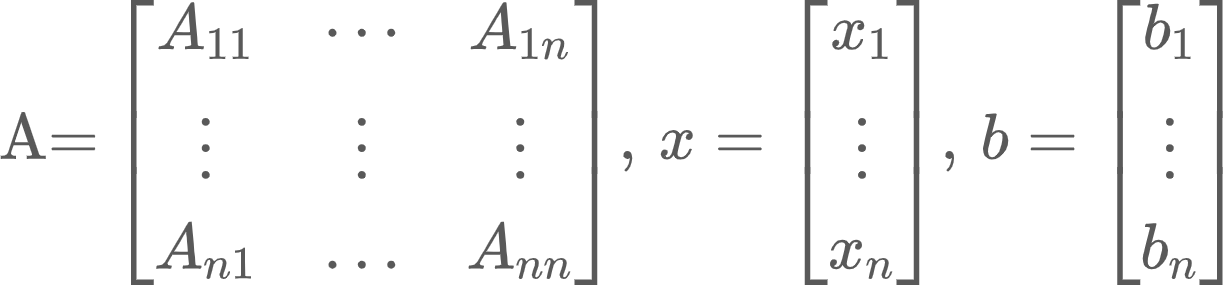 A= [A₁₁ ⋯ A₁ₙ ⋮ ⋮ ⋮ Aₙ₁ … Aₙₙ], x = [x₁ ⋮ xₙ], b = [b₁ ⋮ bₙ]